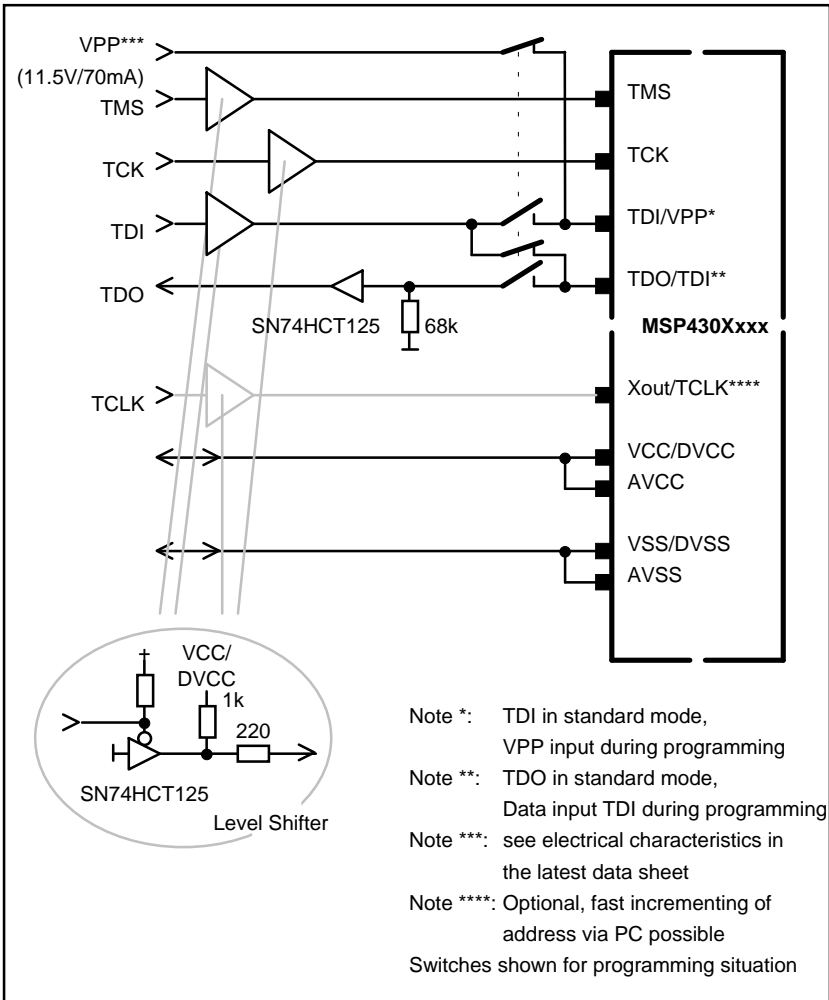 VPP***
(11.5V/70mA)
TMS
TMS
TCK
TCK
TDI
TDI/VPP*
TDO
TDO/TDI**
SN74HCT125
68k
MSP430Xxxx
TCLK
Xout/TCLK****
VCC/DVCC
AVCC
VSS/DVSS
AVSS
+
VCC/
DVCC
1k
220
SN74HCT125
Level Shifter
Note *: TDI in standard mode,
VPP input during programming
Note **: TDO in standard mode,
Data input TDI during programming
Note ***: see electrical characteristics in
the latest data sheet
Note ****: Optional, fast incrementing of
address via PC possible
Switches shown for programming situation